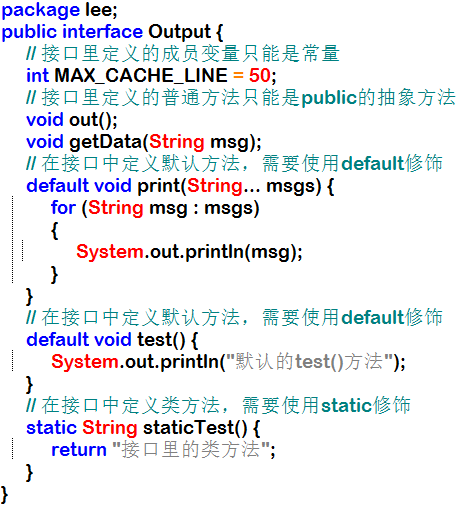 package lee;
public interface Output {
// 接口里定义的成员变量只能是常量
int MAX_CACHE_LINE = 50;
// 接口里定义的普通方法只能是public的抽象方法
void out();
void getData(String msg);
// 在接口中定义默认方法，需要使用default修饰
default void print(String... msgs) {
for (String msg : msgs)
{
System.out.println(msg);
}
}
// 在接口中定义默认方法，需要使用default修饰
default void test() {
System.out.println("默认的test()方法");
}
// 在接口中定义类方法，需要使用static修饰
static String staticTest() {
return "接口里的类方法";
}
}